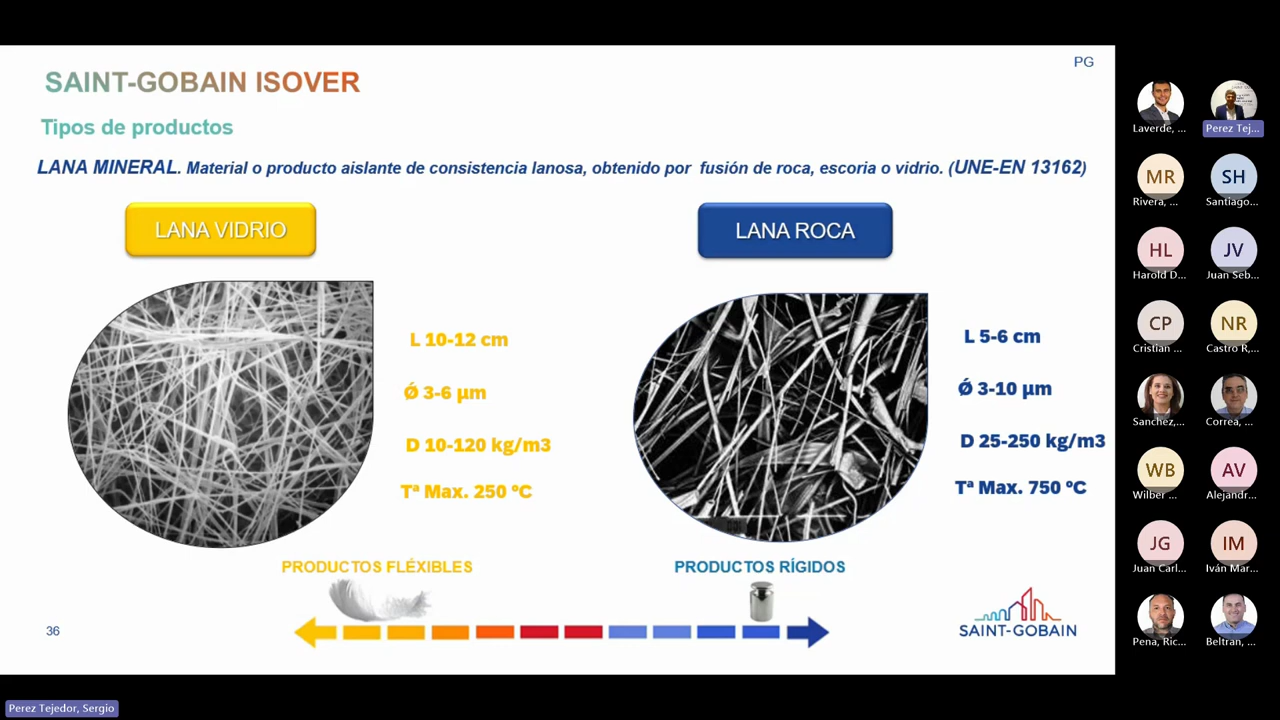 PG
SAINT-GOBAIN ISOVER
Tipos de productos
LANA MINERAL. Material o producto aislante de consistencia lanosa, obtenido por fusión de roca, escoria o vidrio. (UNE-EN 13162)
LANA VIDRIO
LANA ROCA
L 10-12 cm
Ǿ 3-6 µm
D 10-120 kg/m3
Tª Max. 250 ºC
L 5-6 cm
Ǿ 3-10 µm
D 25-250 kg/m3
Tª Max. 750 ºC
PRODUCTOS FLÉXIBLES
PRODUCTOS RÍGIDOS
36
SAINT-GOBAIN
Laverde, ...
Perez Tej...
MR
Rivera, ...
SH
Santiago...
HL
Harold D...
JV
Juan Seb...
CP
Cristian ...
NR
Castro R,...
Sanchez,...
Correa, ...
WB
Wilber ...
AV
Alejandr...
JG
Juan Carl...
IM
Iván Mar...
Pena, Ric...
Beltran, ...
Perez Tejedor, Sergio